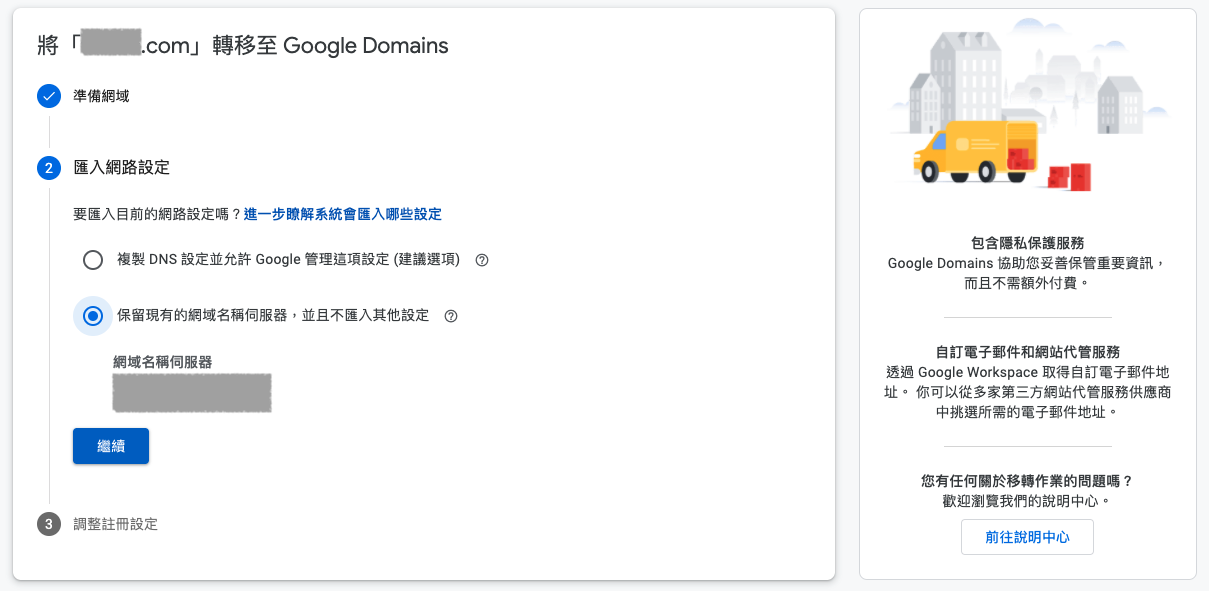 將「.com」轉移至 Google Domains
準備網域
2 匯入網路設定
要匯入目前的網路設定嗎？進一步瞭解系統會匯入哪些設定
複製 DNS 設定並允許 Google 管理這項設定 (建議選項) ?
保留現有的網域名稱伺服器，並且不匯入其他設定 ?
網域名稱伺服器
繼續
3 調整註冊設定
包含隱私保護服務
Google Domains 協助您妥善保管重要資訊，
而且不需額外付費。
自訂電子郵件和網站代管服務
透過 Google Workspace 取得自訂電子郵件地
址。 你可以從多家第三方網站代管服務供應商
中挑選所需的電子郵件地址。
您有任何關於移轉作業的問題嗎？
歡迎瀏覽我們的說明中心。
前往說明中心